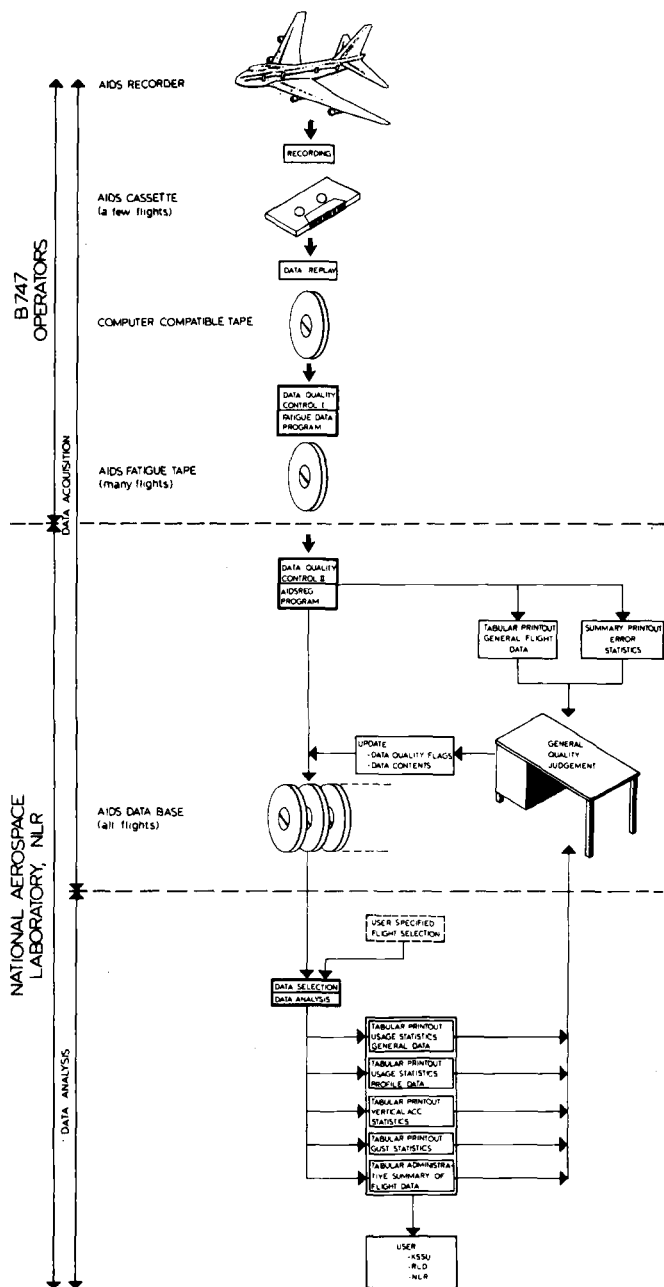 AIDS RECORDER
RECORDING
AIDS CASSETTE
(a few flights)
DATA REPLAY
COMPUTER COMPATIBLE TAPE
DATA QUALITY
CONTROL I
FATIGUE DATA
PROGRAM
AIDS FATIGUE TAPE
(many flights)
B747
OPERATORS
DATA ACQUISITION
DATA QUALITY
CONTROL II
AIDSREG
PROGRAM
TABULAR PRINTOUT
GENERAL FLIGHT
DATA
SUMMARY PRINTOUT
ERROR
STATISTICS
UPDATE
-DATA QUALITY FLAGS
-DATA CONTENTS
GENERAL
QUALITY
JUDGEMENT
AIDS DATA BASE
(all flights)
NATIONAL AEROSPACE
LABORATORY, NLR
USER SPECIFIED
FLIGHT SELECTION
DATA SELECTION
DATA ANALYSIS
DATA ANALYSIS
TABULAR PRINTOUT
USAGE STATISTICS
GENERAL DATA
TABULAR PRINTOUT
USAGE STATISTICS
PROFILE DATA
TABULAR PRINTOUT
VERTICAL ACC
STATISTICS
TABULAR PRINTOUT
GUST STATISTICS
TABULAR ADMINISTRA-
TIVE SUMMARY OF
FLIGHT DATA
USER
-KSSU
-RLD
-NLR